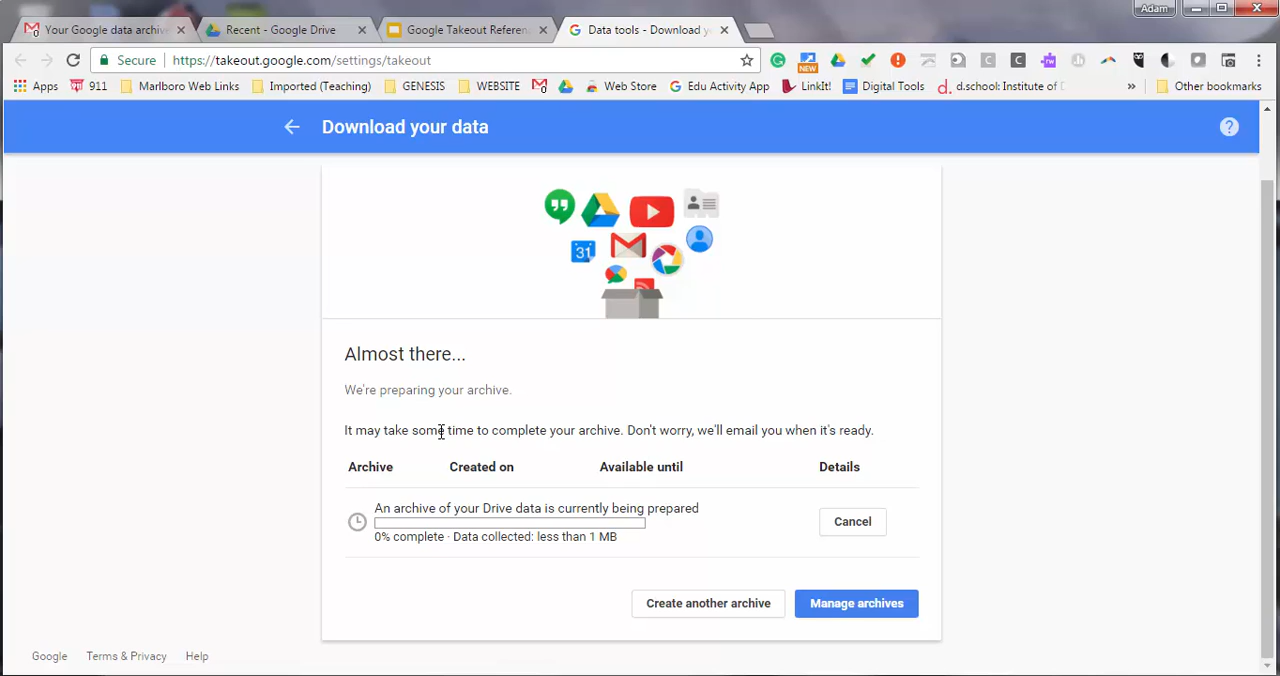 Adam
Your Google data archiv
Recent - Google Drive
Google Takeout Referen
Data tools - Download y
Secure
https://takeout.google.com/settings/takeout
NEW
Apps
911
Marlboro Web Links
Imported (Teaching)
GENESIS
WEBSITE
Web Store
Edu Activity App
LinkIt!
Digital Tools
d.school: Institute of D
Other bookmarks
Download your data
31
Almost there...
We're preparing your archive.
It may take some time to complete your archive. Don't worry, we'll email you when it's ready.
Archive Created on Available until Details
An archive of your Drive data is currently being prepared
Cancel
0% complete · Data collected: less than 1 MB
Create another archive
Manage archives
Google Terms & Privacy Help